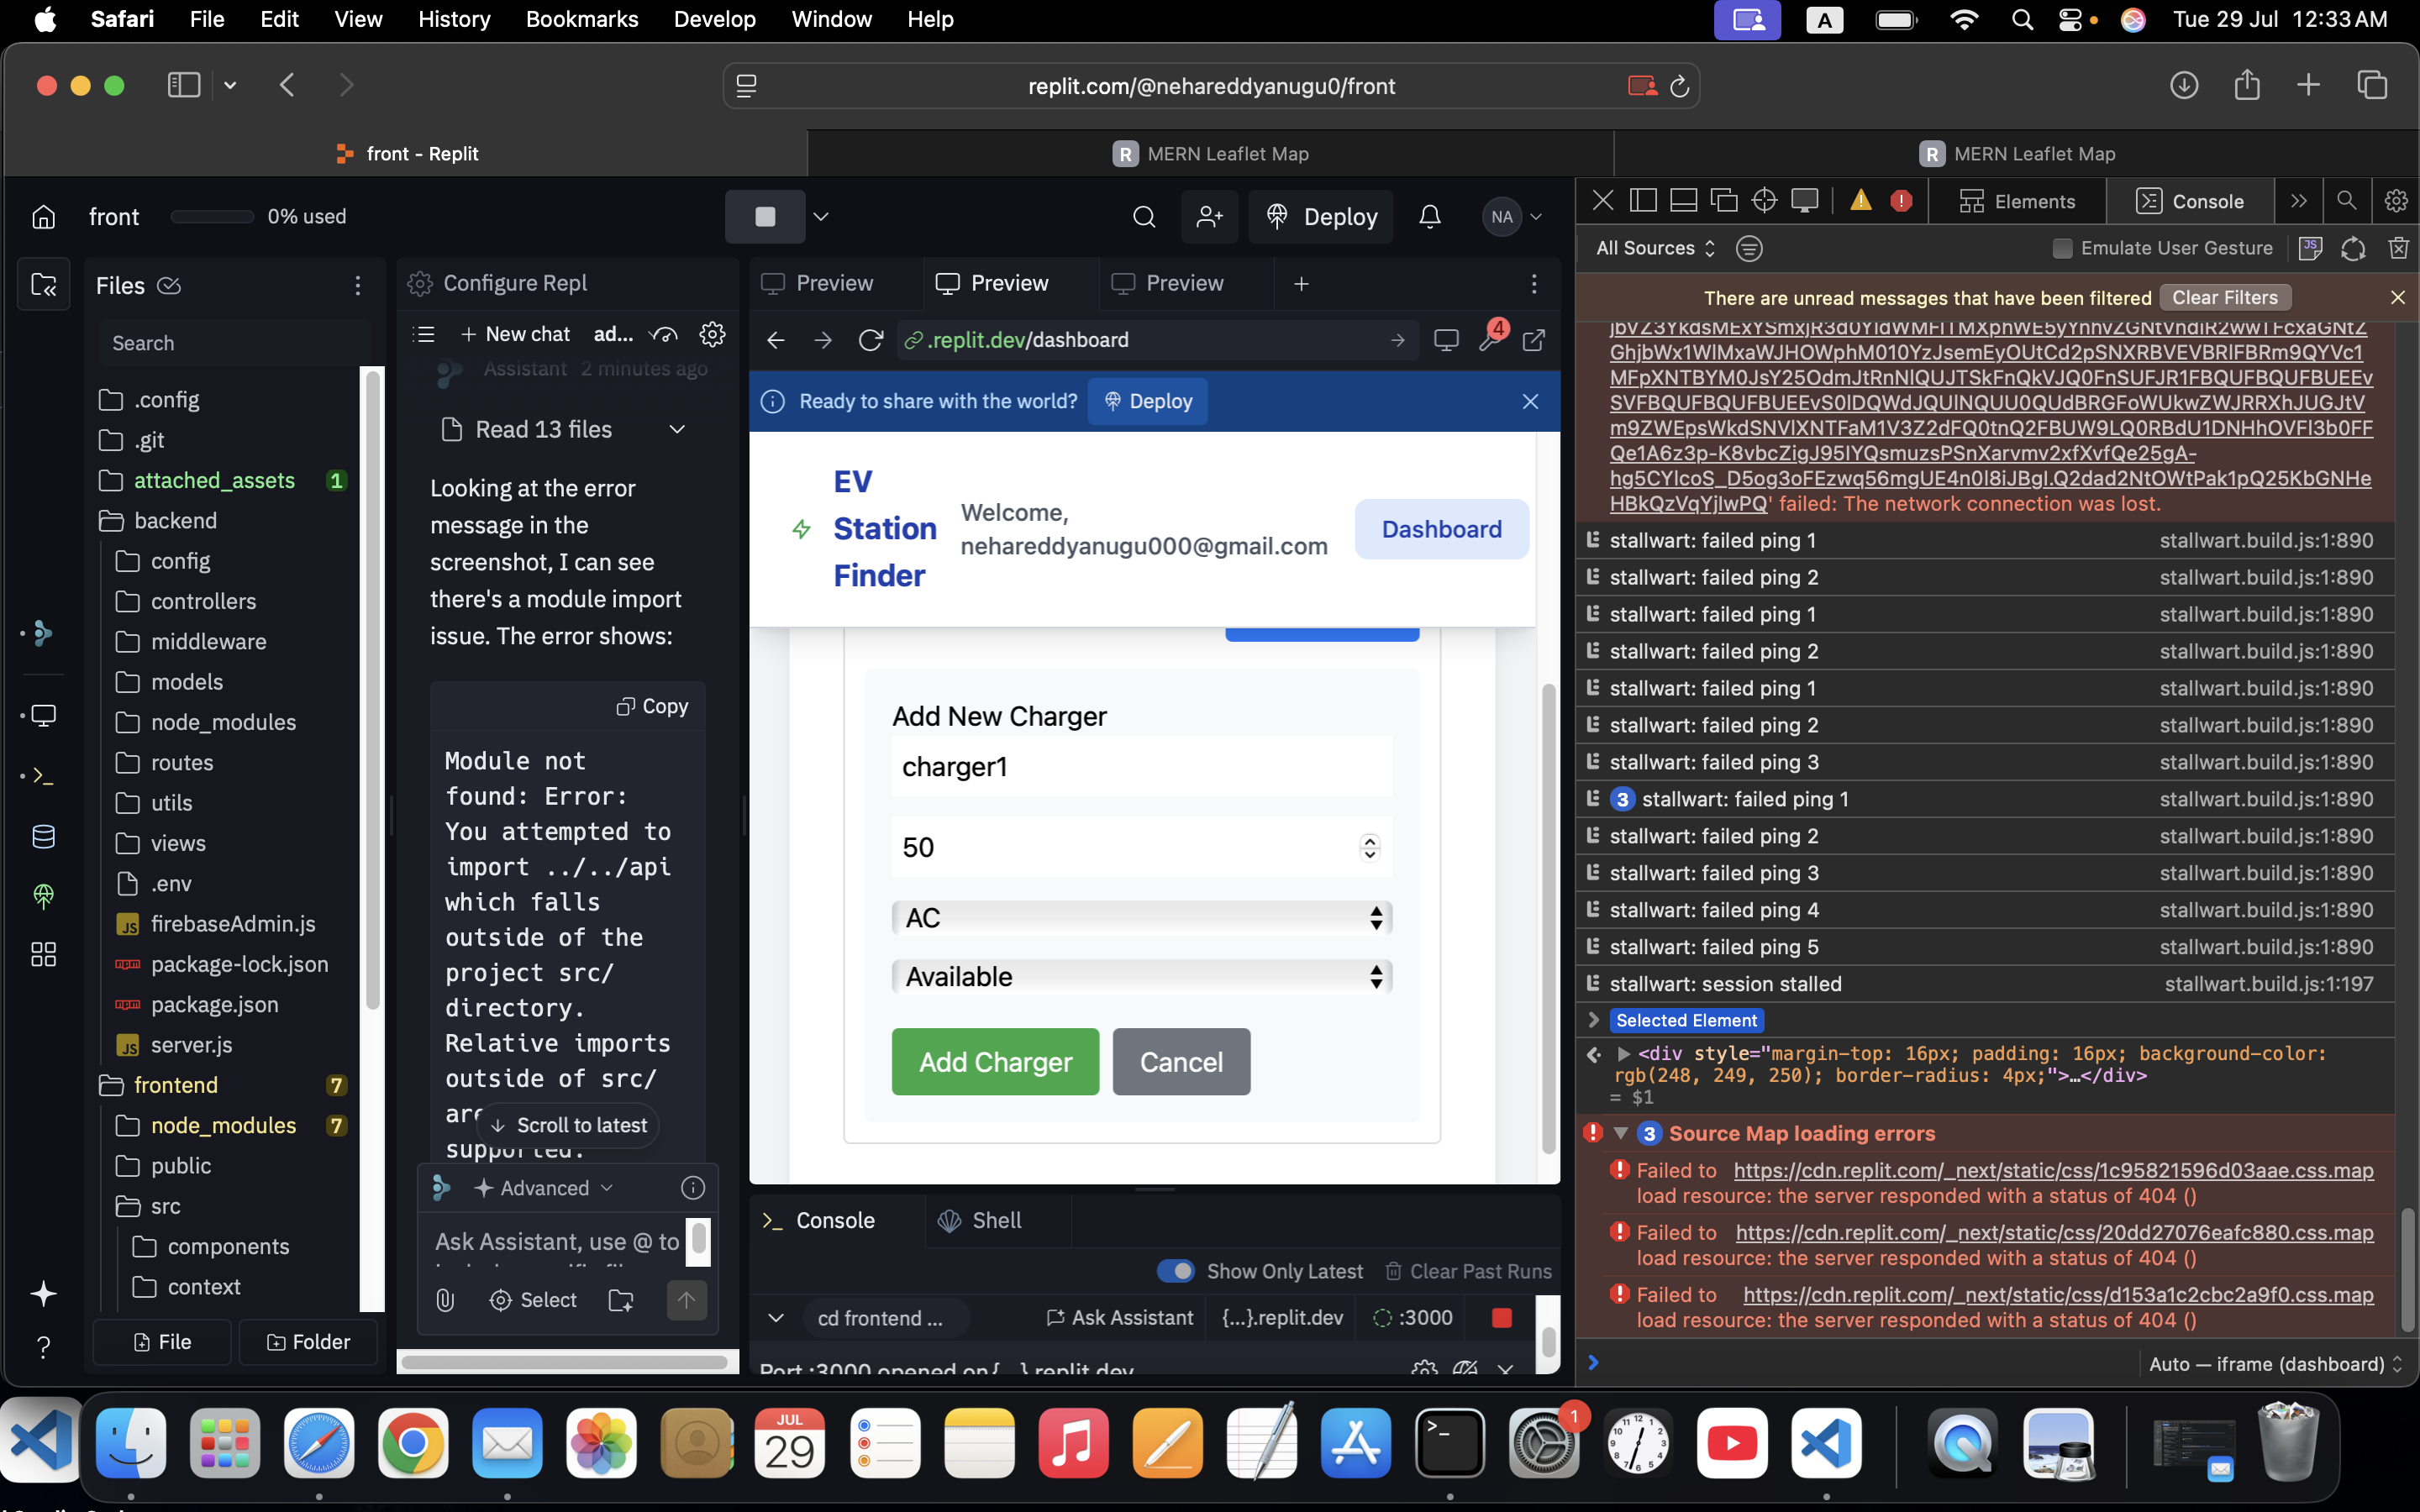 Safari File Edit View History Bookmarks Develop Window Help
A
Tue 29 Jul 12:33 AM
replit.com/@nehareddyanugu0/front
front - Replit
R MERN Leaflet Map
R MERN Leaflet Map
front
0% used
Deploy
NA
Files
Search
.config
.git
attached_assets 1
backend
config
controllers
middleware
models
node_modules
routes
utils
views
.env
JS firebaseAdmin.js
package-lock.json
package.json
JS server.js
frontend 7
node_modules 7
public
src
components
context
File
Folder
Configure Repl
New chat
ad...
Assistant 2 minutes ago
Read 13 files
Looking at the error
message in the
screenshot, I can see
there's a module import
issue. The error shows:
Copy
Module not
found: Error:
You attempted to
import ../../api
which falls
outside of the
project src/
directory.
Relative imports
outside of src/
are
supported.
Scroll to latest
Advanced
Ask Assistant, use @ to
Select
Preview
Preview
Preview
.replit.dev/dashboard
4
Ready to share with the world?
Deploy
EV
Station
Finder
Welcome,
nehareddyanugu000@gmail.com
Dashboard
Add New Charger
charger1
50
AC
Available
Add Charger
Cancel
Console
Shell
Show Only Latest
Clear Past Runs
cd frontend ...
Ask Assistant
{...}.replit.dev
:3000
Port :3000 opened on {...}.replit.dev
Elements
Console
All Sources
Emulate User Gesture
There are unread messages that have been filtered
Clear Filters
HBkQzVqYjlwPQ' failed: The network connection was lost.
stallwart: failed ping 1 stallwart.build.js:1:890
stallwart: failed ping 2 stallwart.build.js:1:890
stallwart: failed ping 1 stallwart.build.js:1:890
stallwart: failed ping 2 stallwart.build.js:1:890
stallwart: failed ping 1 stallwart.build.js:1:890
stallwart: failed ping 2 stallwart.build.js:1:890
stallwart: failed ping 3 stallwart.build.js:1:890
3 stallwart: failed ping 1 stallwart.build.js:1:890
stallwart: failed ping 2 stallwart.build.js:1:890
stallwart: failed ping 3 stallwart.build.js:1:890
stallwart: failed ping 4 stallwart.build.js:1:890
stallwart: failed ping 5 stallwart.build.js:1:890
stallwart: session stalled stallwart.build.js:1:197
Selected Element
<div style="margin-top: 16px; padding: 16px; background-color:
rgb(248, 249, 250); border-radius: 4px;">…</div>
= $1
3 Source Map loading errors
Failed to https://cdn.replit.com/_next/static/css/1c95821596d03aae.css.map
load resource: the server responded with a status of 404 ()
Failed to https://cdn.replit.com/_next/static/css/20dd27076eafc880.css.map
load resource: the server responded with a status of 404 ()
Failed to https://cdn.replit.com/_next/static/css/d153a1c2cbc2a9f0.css.map
load resource: the server responded with a status of 404 ()
Auto — iframe (dashboard)
JUL
29
1